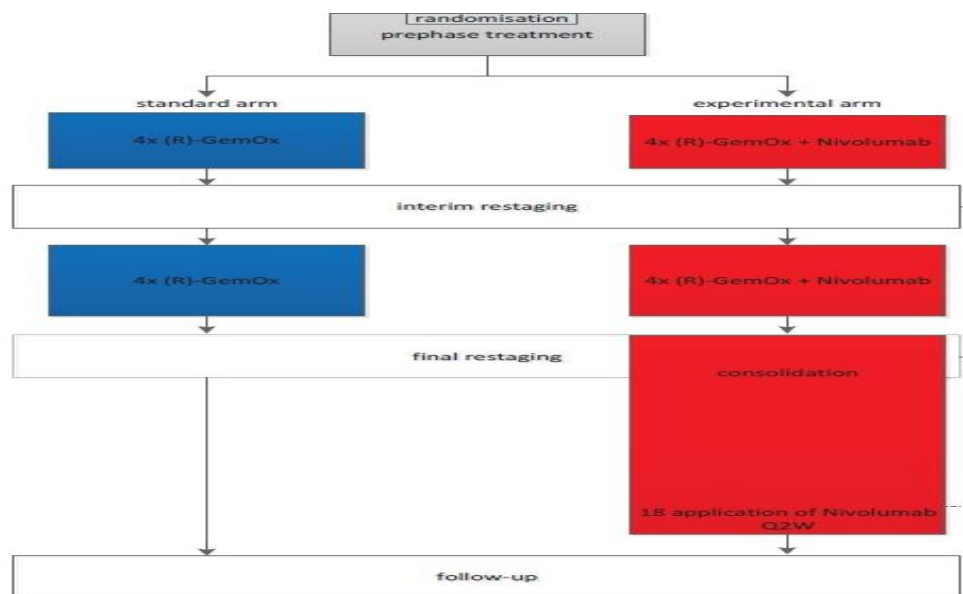 randomisation
prephase treatment
standard arm
experimental arm
4x (R)-GemOx
4x (R)-GemOx + Nivolumab
interim restaging
4x (R)-GemOx
4x (R)-GemOx + Nivolumab
final restaging
consolidation
18 application of Nivolumab
Q2W
follow-up